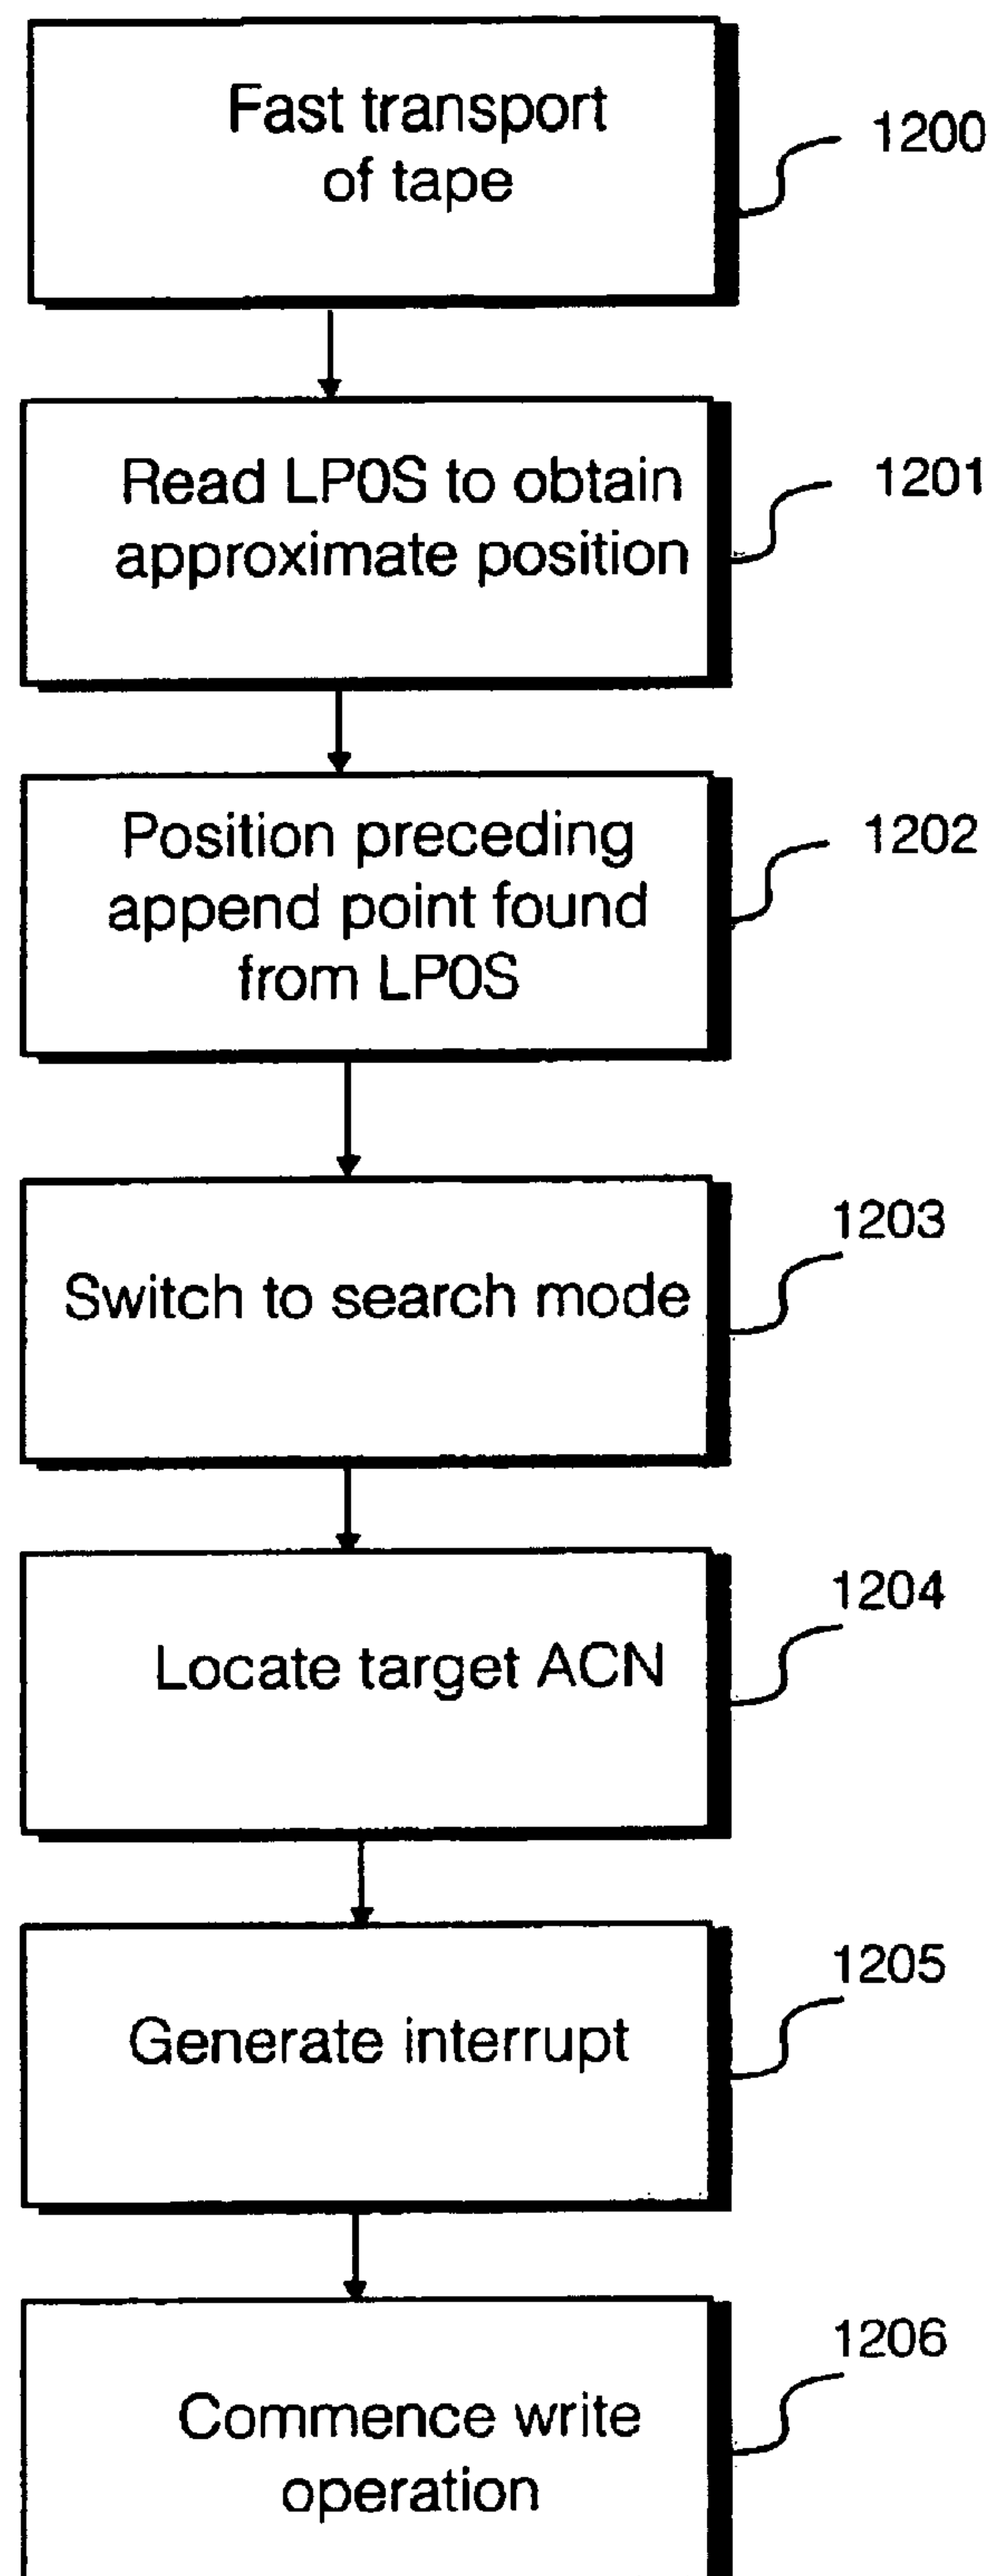 Fast transport
of tape
1200
Read LP0S to obtain
approximate position
1201
Position preceding
append point found
from LP0S
1202
Switch to search mode
1203
Locate target ACN
1204
Generate interrupt
1205
Commence write
operation
1206